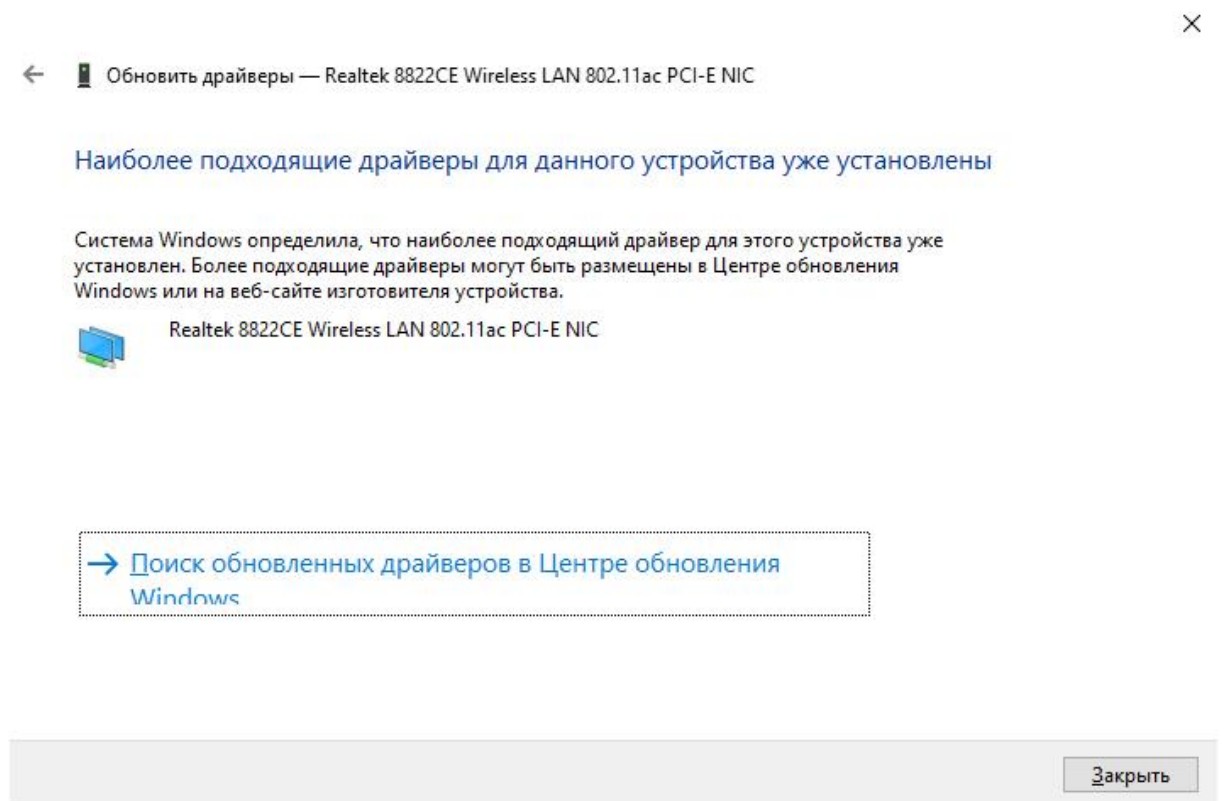 Обновить драйверы — Realtek 8822CE Wireless LAN 802.11ac PCI-E NIC
Наиболее подходящие драйверы для данного устройства уже установлены
Система Windows определила, что наиболее подходящий драйвер для этого устройства уже
установлен. Более подходящие драйверы могут быть размещены в Центре обновления
Windows или на веб-сайте изготовителя устройства.
Realtek 8822CE Wireless LAN 802.11ac PCI-E NIC
Поиск обновленных драйверов в Центре обновления
Windows
Закрыть